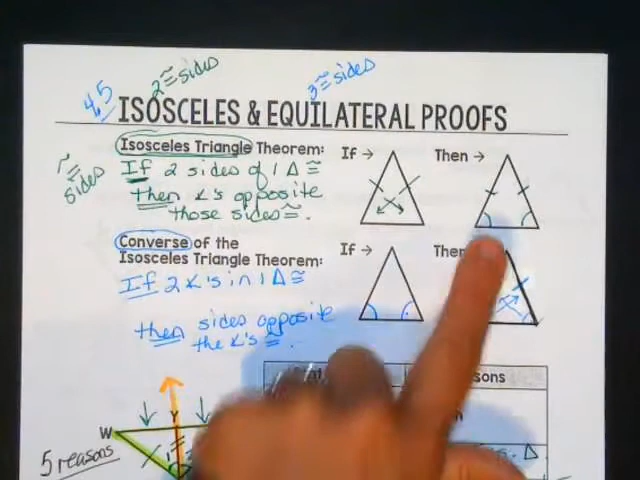 2 ≅ sides
3 ≅ sides
4.5
ISOSCELES & EQUILATERAL PROOFS
Isosceles Triangle Theorem:
If →
Then →
≅ sides
If 2 sides of 1 △ ≅
then ∠'s opposite
those sides ≅.
Converse of the
Isosceles Triangle Theorem:
If →
The
If 2 ∠'s in 1 △ ≅
then sides opposite
the ∠'s ≅.
sons
Y
W
5 reasons
△